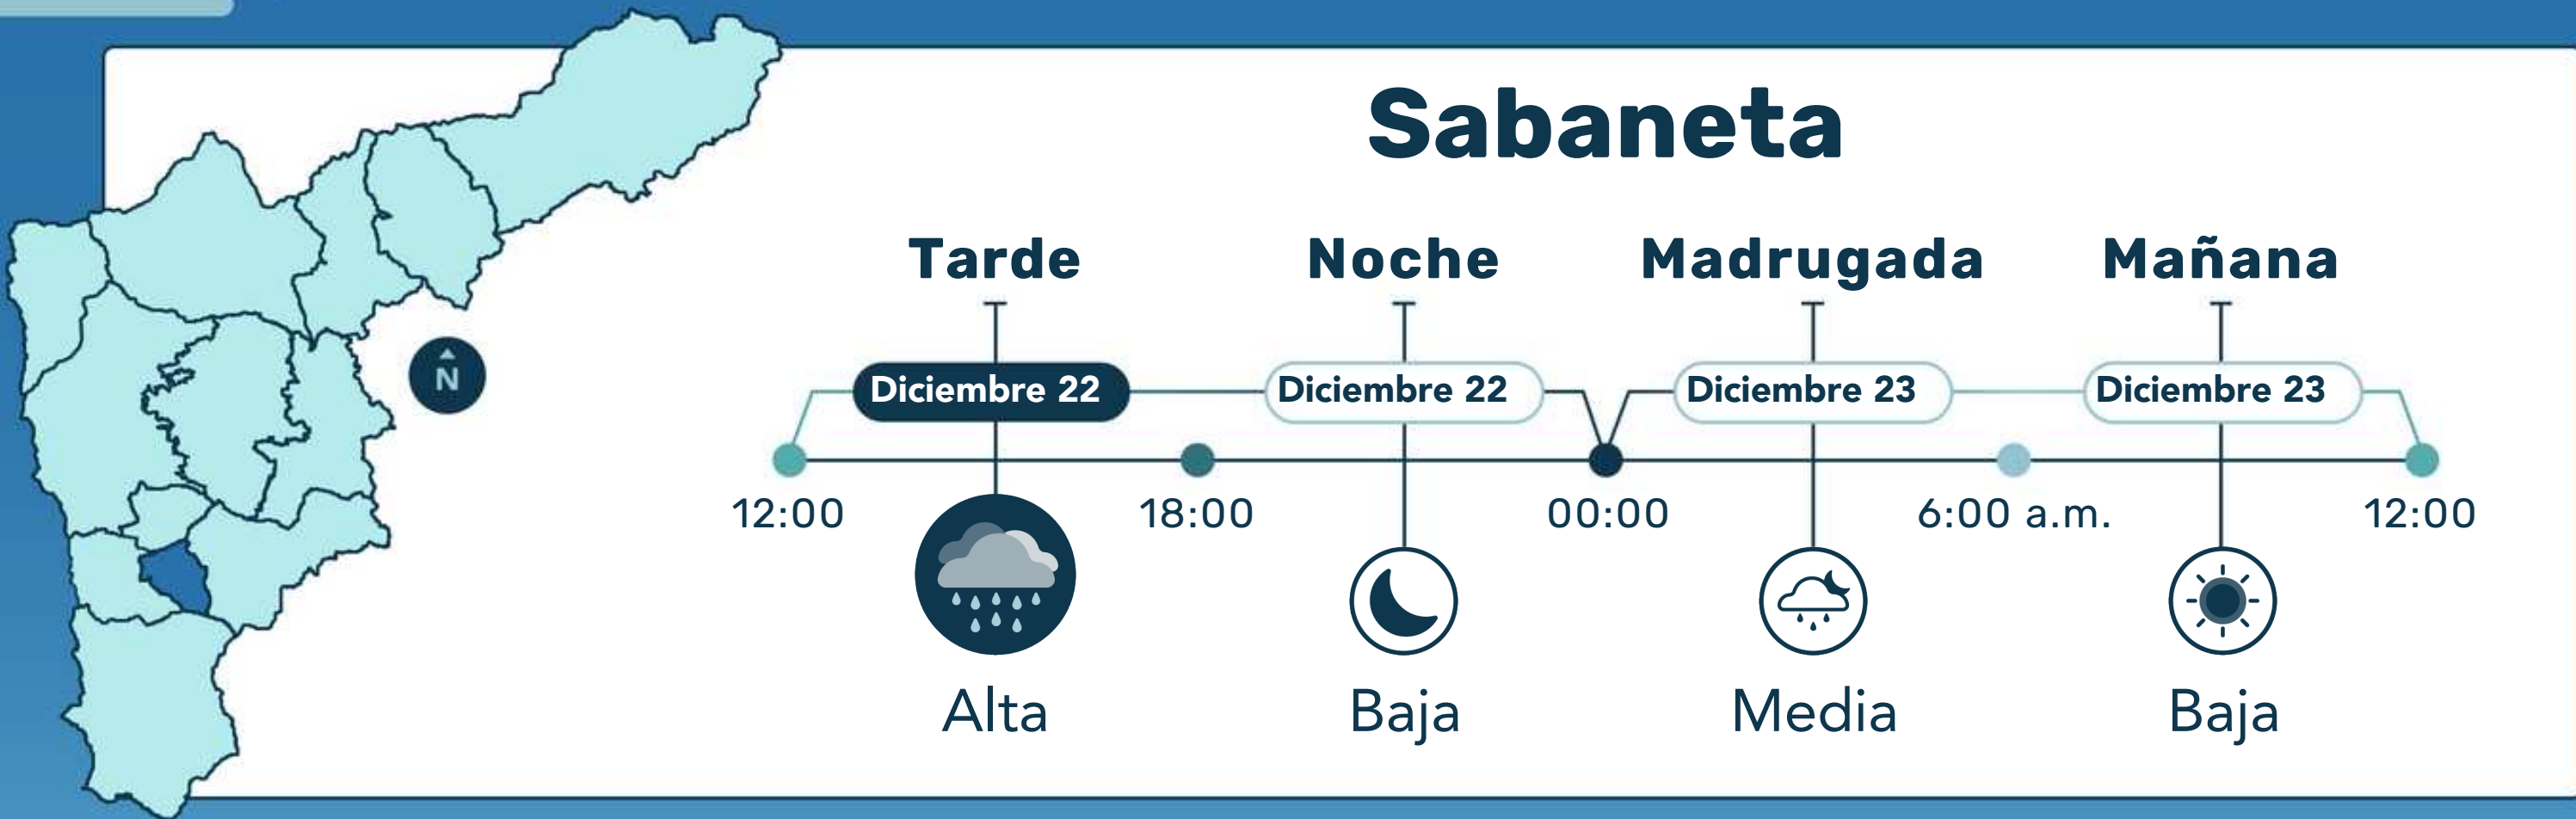 Sabaneta
Tarde Noche Madrugada Mañana
N
Diciembre 22 Diciembre 22 Diciembre 23 Diciembre 23
12:00 18:00 00:00 6:00 a.m. 12:00
Alta Baja Media Baja